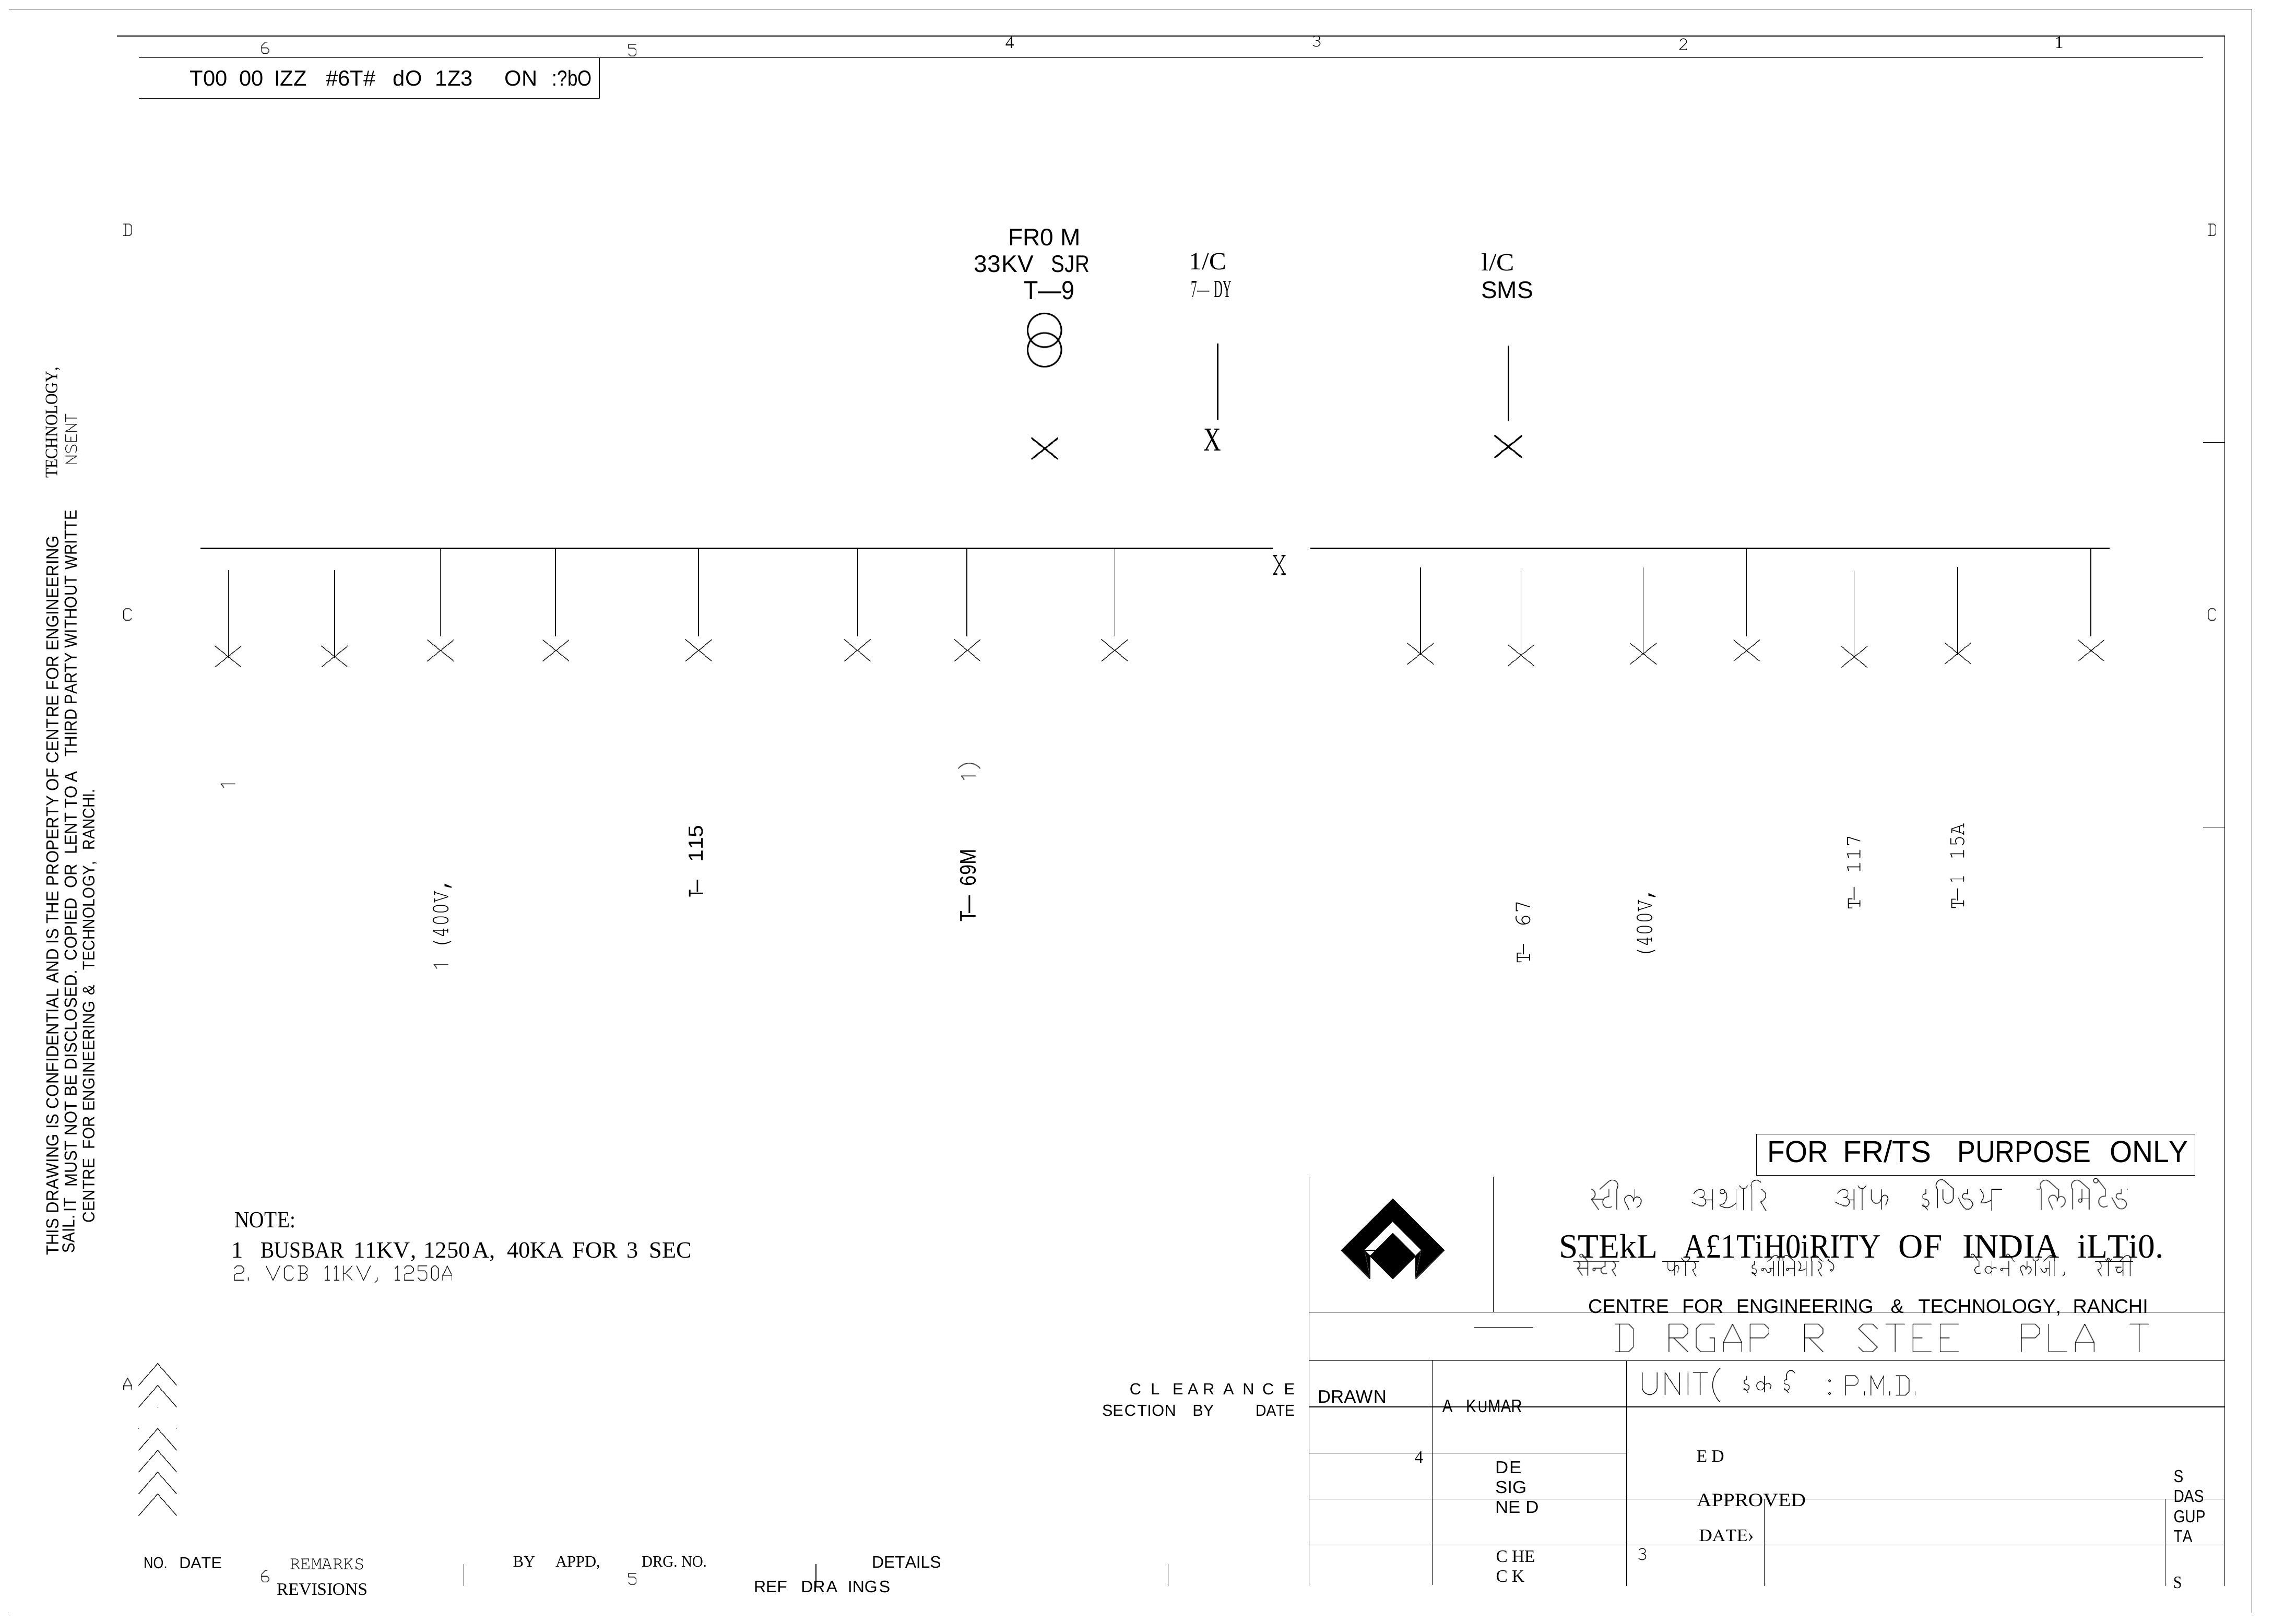 6 5 4 3 2 1
T00 00 IZZ #6T# dO 1Z3 ON :?bO
D D
FR0 M
33KV SJR
T—9
1/C
7— DY
l/C
SMS
X
X
C C
TECHNOLOGY,
NSENT
THIS DRAWING IS CONFIDENTIAL AND IS THE PROPERTY OF CENTRE FOR ENGINEERING
SAIL. IT MUST NOT BE DISCLOSED. COPIED OR LENT TO A THIRD PARTY WITHOUT WRITTE
CENTRE FOR ENGINEERING & TECHNOLOGY, RANCHI.
1
1 (400V,
T— 115
T— 69M 1)
T— 67
(400V,
T— 117
T—1 15A
FOR FR/TS PURPOSE ONLY
NOTE:
1 BUSBAR 11KV, 1250 A, 40KA FOR 3 SEC
2. VCB 11KV, 1250A
स्टील अथॉरि ऑफ इण्डिय लिमिटेड
STEkL A£1TiH0iRITY OF INDIA iLTi0.
सेन्टर फॉर इन्जीनियरि टेक्नेलॉजी, राँची
CENTRE FOR ENGINEERING & TECHNOLOGY, RANCHI
D RGAP R STEE PLA T
A
UNIT( इकई : P.M.D.
C L EAR A N C E
SECTION BY DATE
DRAWN
A KUMAR
4
DE
SIG
NE D
E D
APPROVED
DATE›
S
DAS
GUP
TA
C HE
C K
3
S
NO. DATE REMARKS
6 REVISIONS
BY APPD, DRG. NO. DETAILS
5
REF DRA INGS